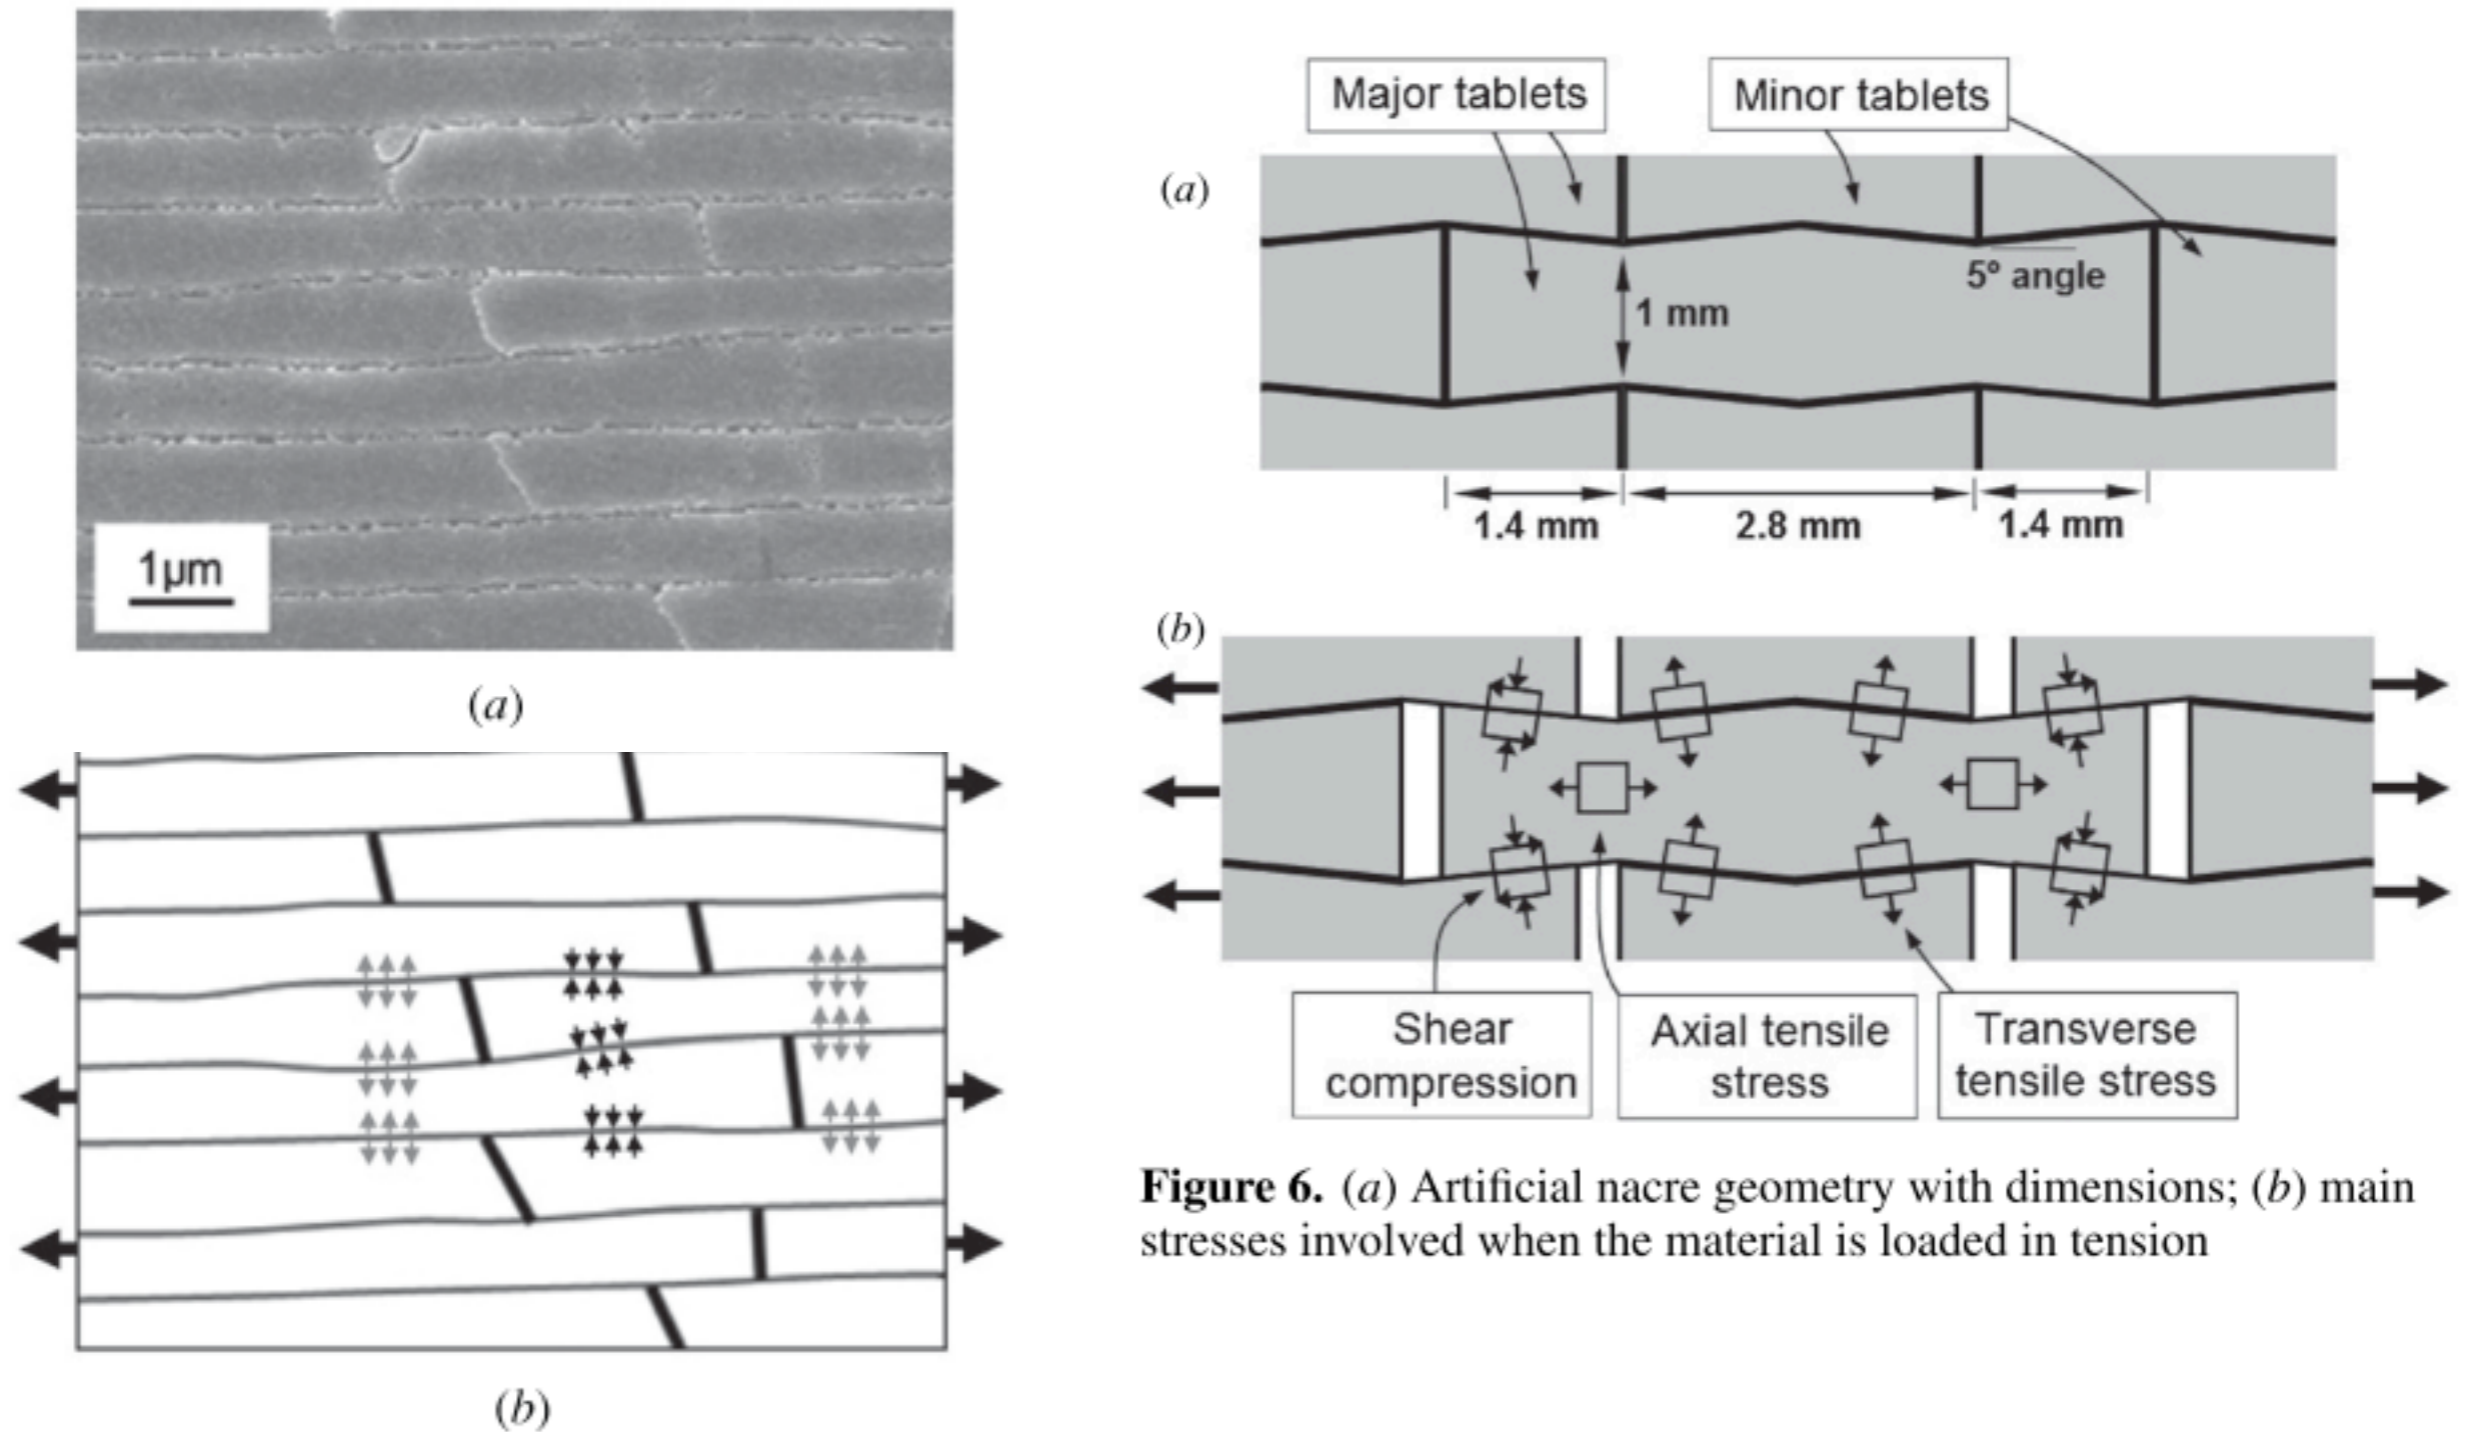 1μm
(a)
(b)
Major tablets
Minor tablets
(a)
5º angle
1 mm
1.4 mm
2.8 mm
1.4 mm
(b)
Shear
compression
Axial tensile
stress
Transverse
tensile stress
Figure 6. (a) Artificial nacre geometry with dimensions; (b) main
stresses involved when the material is loaded in tension